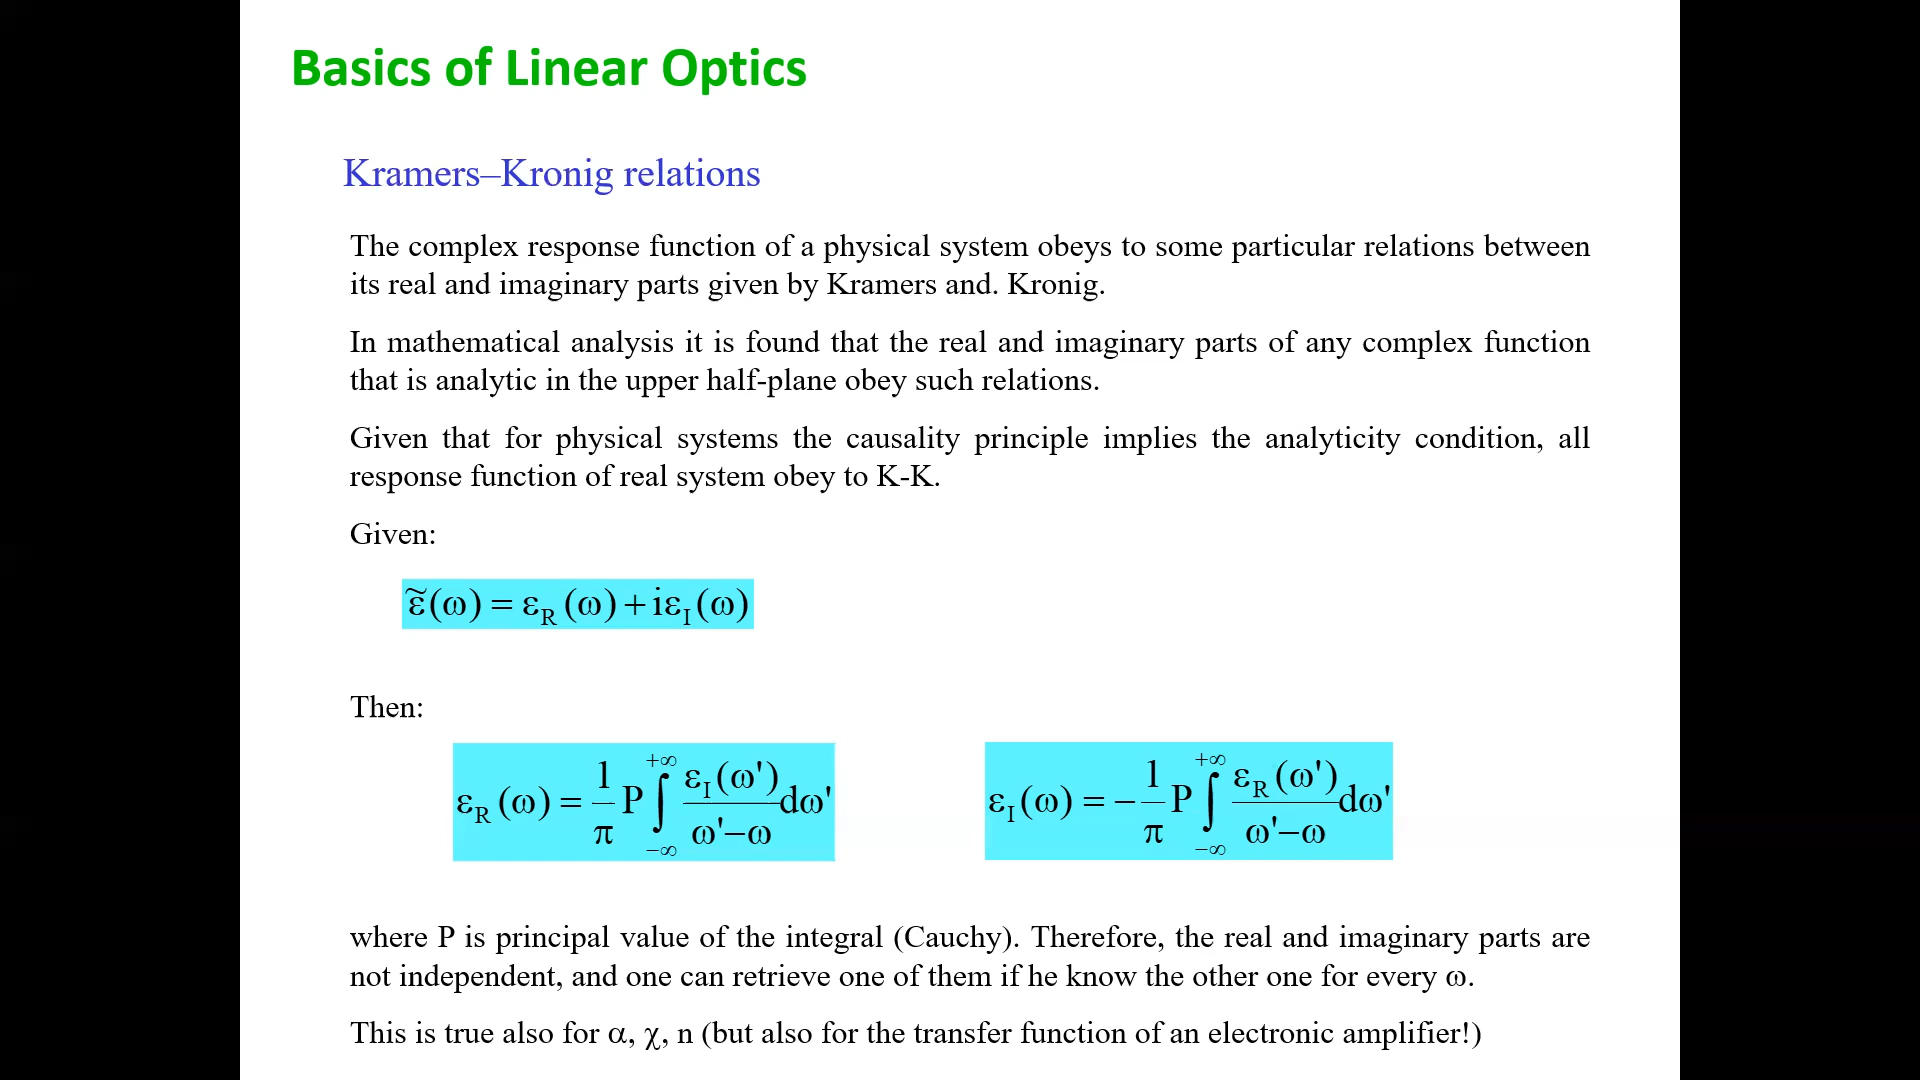 Basics of Linear Optics
Kramers–Kronig relations
The complex response function of a physical system obeys to some particular relations between
its real and imaginary parts given by Kramers and. Kronig.
In mathematical analysis it is found that the real and imaginary parts of any complex function
that is analytic in the upper half-plane obey such relations.
Given that for physical systems the causality principle implies the analyticity condition, all
response function of real system obey to K-K.
Given:
ε̃(ω) = ε_R(ω) + iε_I(ω)
Then:
ε_R(ω) = 1/π P∫_{−∞}^{+∞} ε_I(ω')/(ω'−ω) dω'
ε_I(ω) = −1/π P∫_{−∞}^{+∞} ε_R(ω')/(ω'−ω) dω'
where P is principal value of the integral (Cauchy). Therefore, the real and imaginary parts are
not independent, and one can retrieve one of them if he know the other one for every ω.
This is true also for α, χ, n (but also for the transfer function of an electronic amplifier!)